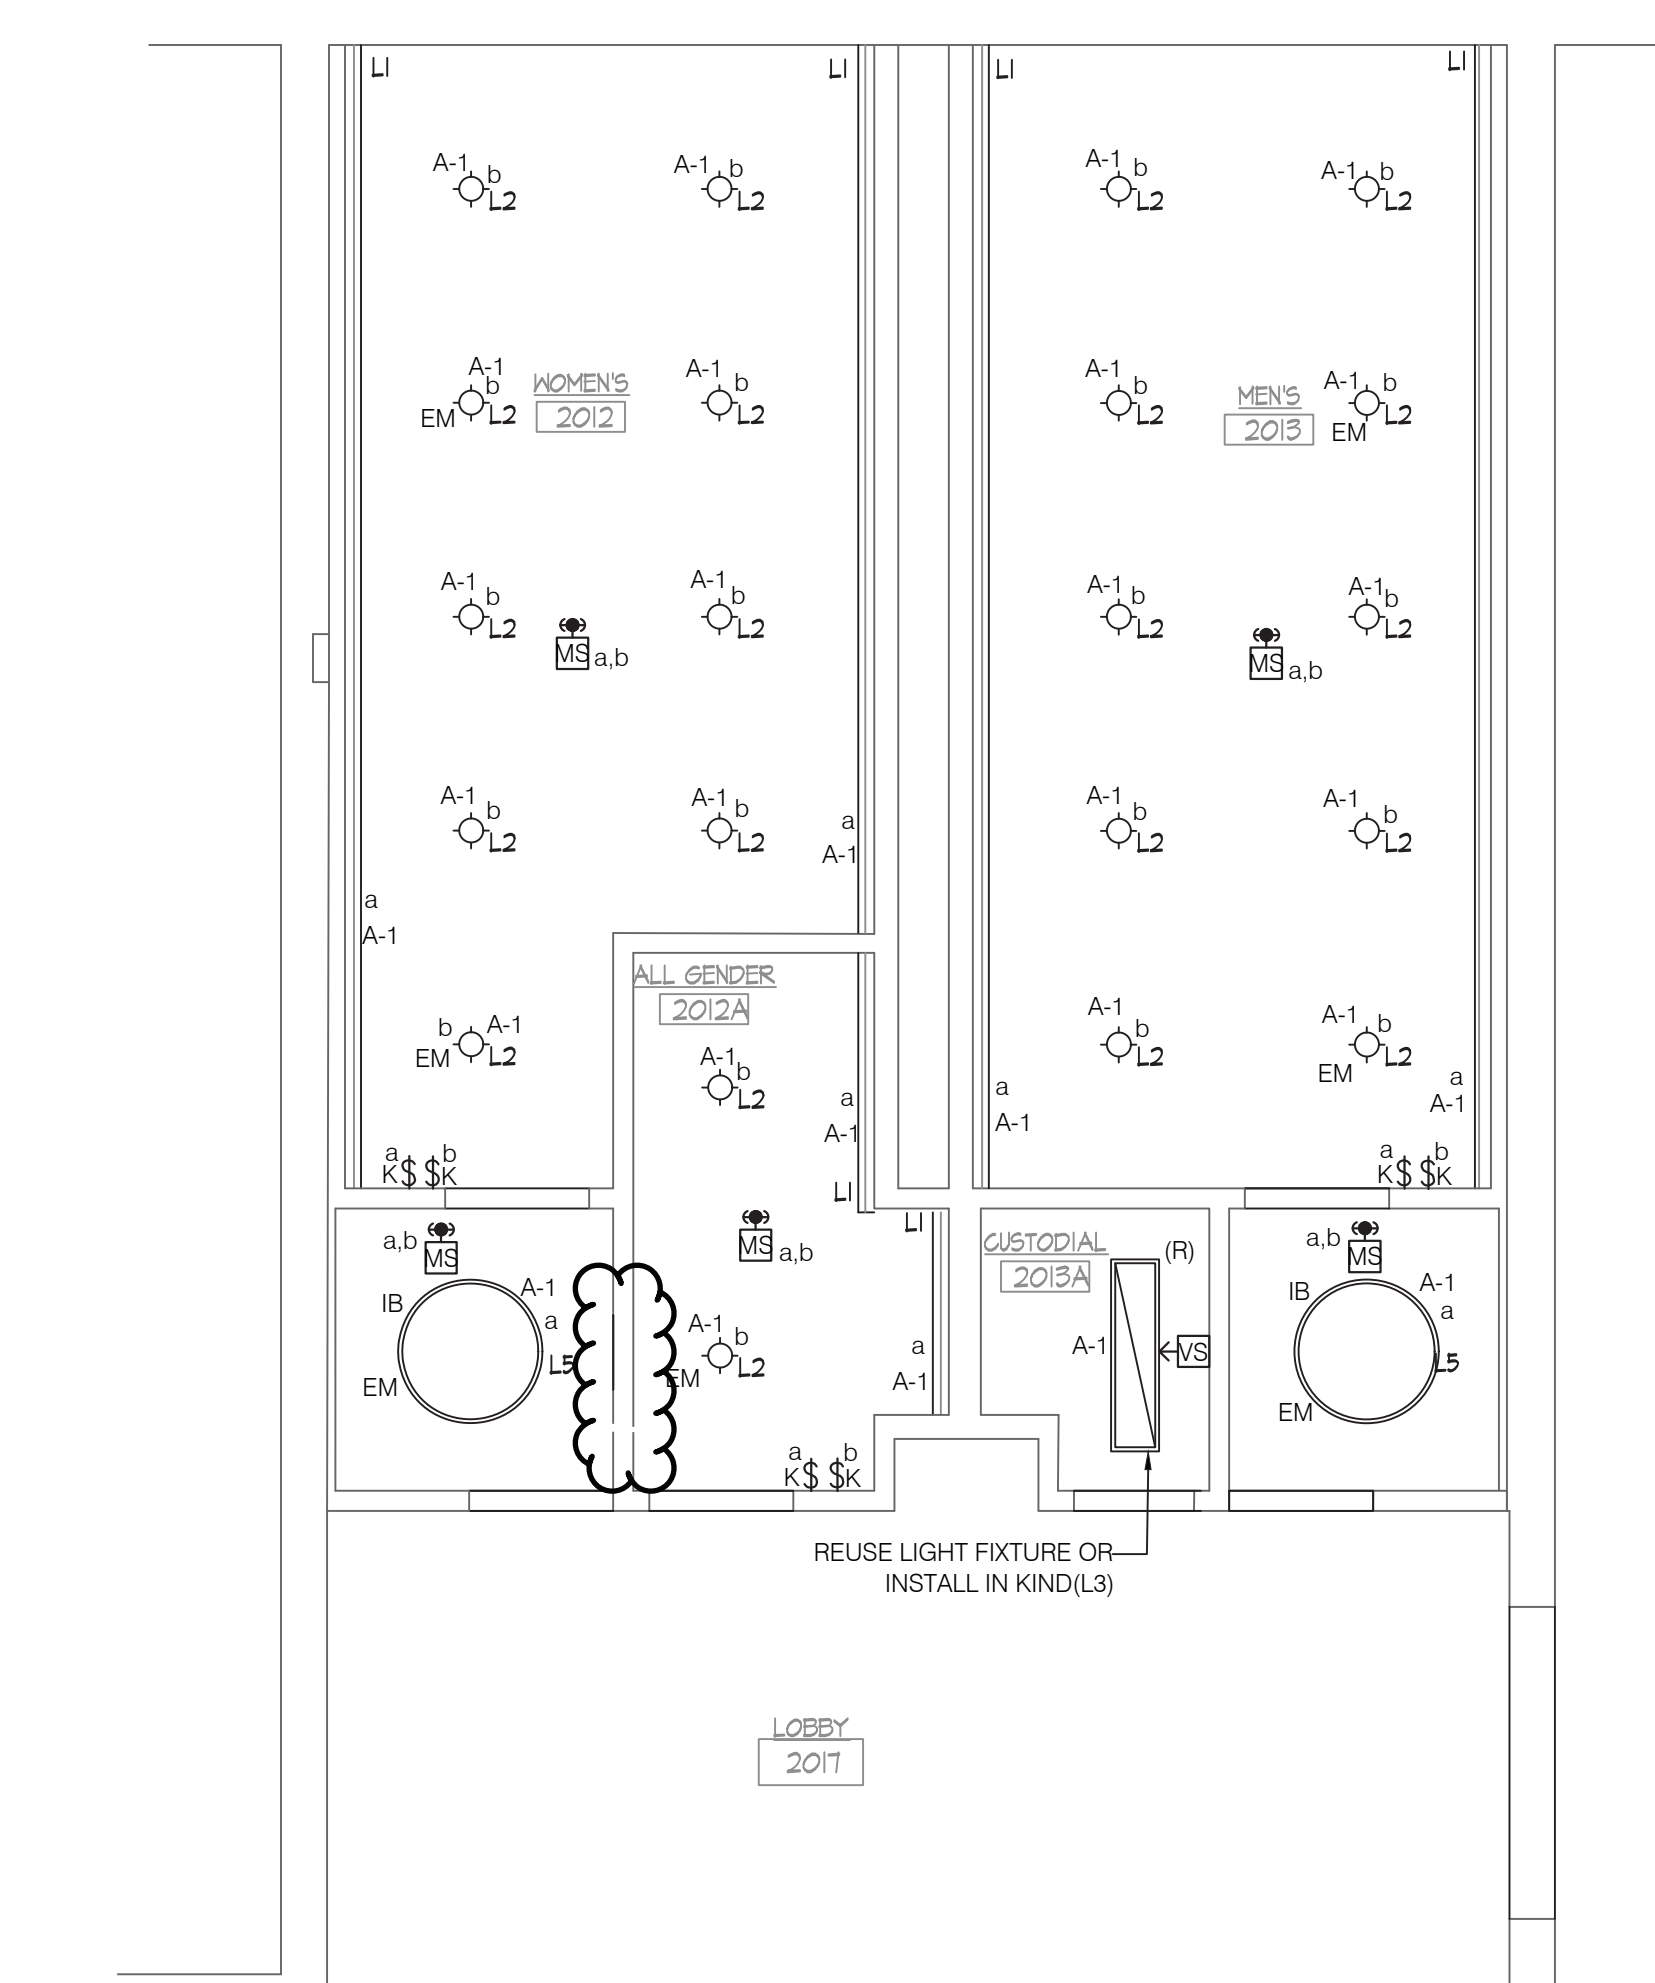 L1
L1
L1
L1
A-1
b
L2
A-1
b
L2
A-1
b
L2
A-1
b
L2
A-1
b
EM
L2
WOMEN'S
2012
A-1
b
L2
A-1
b
L2
MEN'S
2013
A-1
b
EM
L2
A-1
b
L2
MS a,b
A-1
b
L2
A-1
b
L2
MS a,b
A-1
b
L2
A-1
b
L2
A-1
b
L2
a
A-1
A-1
b
L2
A-1
b
L2
a
A-1
ALL GENDER
2012A
b
A-1
EM
L2
A-1
b
L2
a
A-1
A-1
b
L2
a
A-1
A-1
b
L2
EM
a
A-1
a b
K$ $K
a b
K$ $K
L1
L1
a,b
MS
MS
a,b
CUSTODIAL
2013A
(R)
a,b
MS
IB
A-1
a
L5
EM
A-1
b
L2
EM
a
A-1
A-1
VS
IB
A-1
a
L5
EM
a b
K$ $K
REUSE LIGHT FIXTURE OR
INSTALL IN KIND(L3)
LOBBY
2017